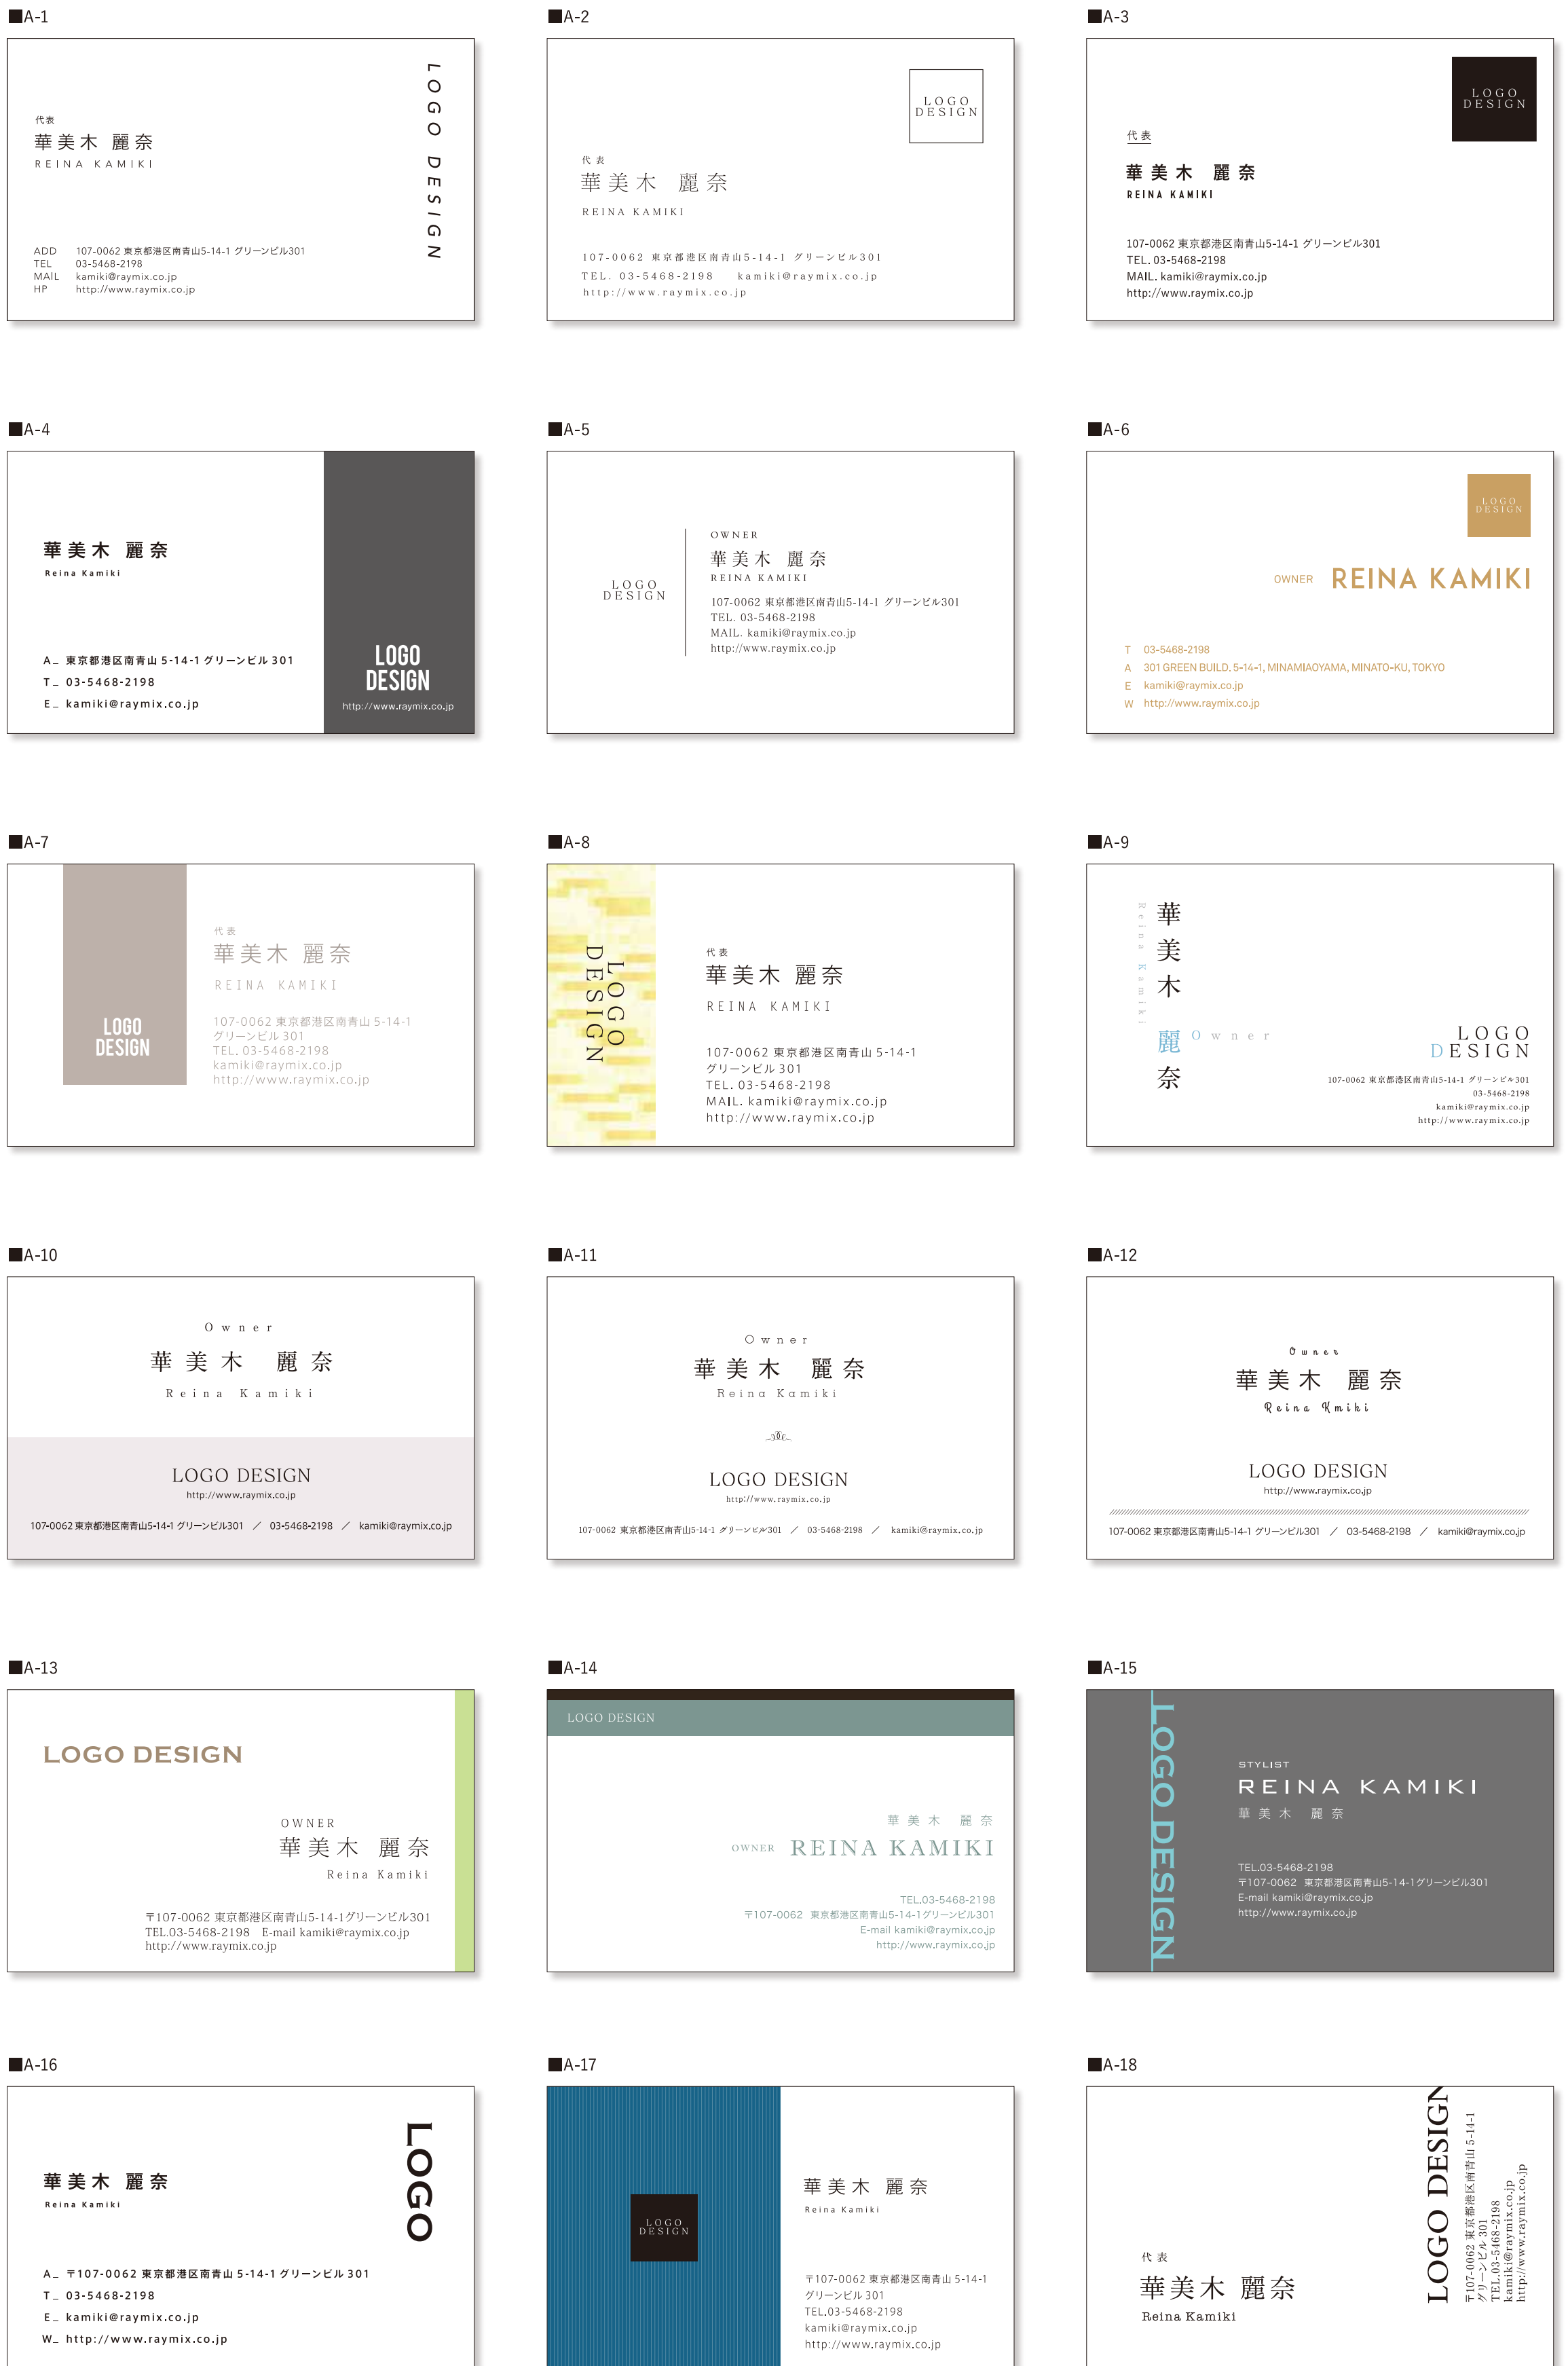 ■A-1
LOGO DESIGN
代表
華美木 麗奈
REINA KAMIKI
ADD 107-0062 東京都港区南青山5-14-1 グリーンビル301
TEL 03-5468-2198
MAIL kamiki@raymix.co.jp
HP http://www.raymix.co.jp
■A-2
LOGO
DESIGN
代表
華美木 麗奈
REINA KAMIKI
107-0062 東京都港区南青山5-14-1 グリーンビル301
TEL. 03-5468-2198 kamiki@raymix.co.jp
http://www.raymix.co.jp
■A-3
LOGO
DESIGN
代表
華美木 麗奈
REINA KAMIKI
107-0062 東京都港区南青山5-14-1 グリーンビル301
TEL. 03-5468-2198
MAIL. kamiki@raymix.co.jp
http://www.raymix.co.jp
■A-4
華美木 麗奈
Reina Kamiki
A_ 東京都港区南青山 5-14-1 グリーンビル 301
T_ 03-5468-2198
E_ kamiki@raymix.co.jp
LOGO
DESIGN
http://www.raymix.co.jp
■A-5
LOGO
DESIGN
OWNER
華美木 麗奈
REINA KAMIKI
107-0062 東京都港区南青山5-14-1 グリーンビル301
TEL. 03-5468-2198
MAIL. kamiki@raymix.co.jp
http://www.raymix.co.jp
■A-6
LOGO
DESIGN
OWNER REINA KAMIKI
T 03-5468-2198
A 301 GREEN BUILD. 5-14-1, MINAMIAOYAMA, MINATO-KU, TOKYO
E kamiki@raymix.co.jp
W http://www.raymix.co.jp
■A-7
LOGO
DESIGN
代表
華美木 麗奈
REINA KAMIKI
107-0062 東京都港区南青山 5-14-1
グリーンビル 301
TEL. 03-5468-2198
kamiki@raymix.co.jp
http://www.raymix.co.jp
■A-8
LOGO
DESIGN
代表
華美木 麗奈
REINA KAMIKI
107-0062 東京都港区南青山 5-14-1
グリーンビル 301
TEL. 03-5468-2198
MAIL. kamiki@raymix.co.jp
http://www.raymix.co.jp
■A-9
華美木 麗奈
Reina Kamiki
Owner
LOGO
DESIGN
107-0062 東京都港区南青山5-14-1 グリーンビル301
03-5468-2198
kamiki@raymix.co.jp
http://www.raymix.co.jp
■A-10
Owner
華美木 麗奈
Reina Kamiki
LOGO DESIGN
http://www.raymix.co.jp
107-0062 東京都港区南青山5-14-1 グリーンビル301 ／ 03-5468-2198 ／ kamiki@raymix.co.jp
■A-11
Owner
華美木 麗奈
Reina Kamiki
LOGO DESIGN
http://www.raymix.co.jp
107-0062 東京都港区南青山5-14-1 グリーンビル301 ／ 03-5468-2198 ／ kamiki@raymix.co.jp
■A-12
Owner
華美木 麗奈
Reina Kmiki
LOGO DESIGN
http://www.raymix.co.jp
107-0062 東京都港区南青山5-14-1 グリーンビル301 ／ 03-5468-2198 ／ kamiki@raymix.co.jp
■A-13
LOGO DESIGN
OWNER
華美木 麗奈
Reina Kamiki
〒107-0062 東京都港区南青山5-14-1グリーンビル301
TEL.03-5468-2198 E-mail kamiki@raymix.co.jp
http://www.raymix.co.jp
■A-14
LOGO DESIGN
華美木 麗奈
OWNER REINA KAMIKI
TEL.03-5468-2198
〒107-0062 東京都港区南青山5-14-1グリーンビル301
E-mail kamiki@raymix.co.jp
http://www.raymix.co.jp
■A-15
LOGO DESIGN
STYLIST
REINA KAMIKI
華美木 麗奈
TEL.03-5468-2198
〒107-0062 東京都港区南青山5-14-1グリーンビル301
E-mail kamiki@raymix.co.jp
http://www.raymix.co.jp
■A-16
LOGO
華美木 麗奈
Reina Kamiki
A_ 〒107-0062 東京都港区南青山 5-14-1 グリーンビル 301
T_ 03-5468-2198
E_ kamiki@raymix.co.jp
W_ http://www.raymix.co.jp
■A-17
LOGO
DESIGN
華美木 麗奈
Reina Kamiki
〒107-0062 東京都港区南青山 5-14-1
グリーンビル 301
TEL.03-5468-2198
kamiki@raymix.co.jp
http://www.raymix.co.jp
■A-18
LOGO DESIGN
〒107-0062 東京都港区南青山 5-14-1
グリーンビル 301
TEL.03-5468-2198
kamiki@raymix.co.jp
http://www.raymix.co.jp
代表
華美木 麗奈
Reina Kamiki